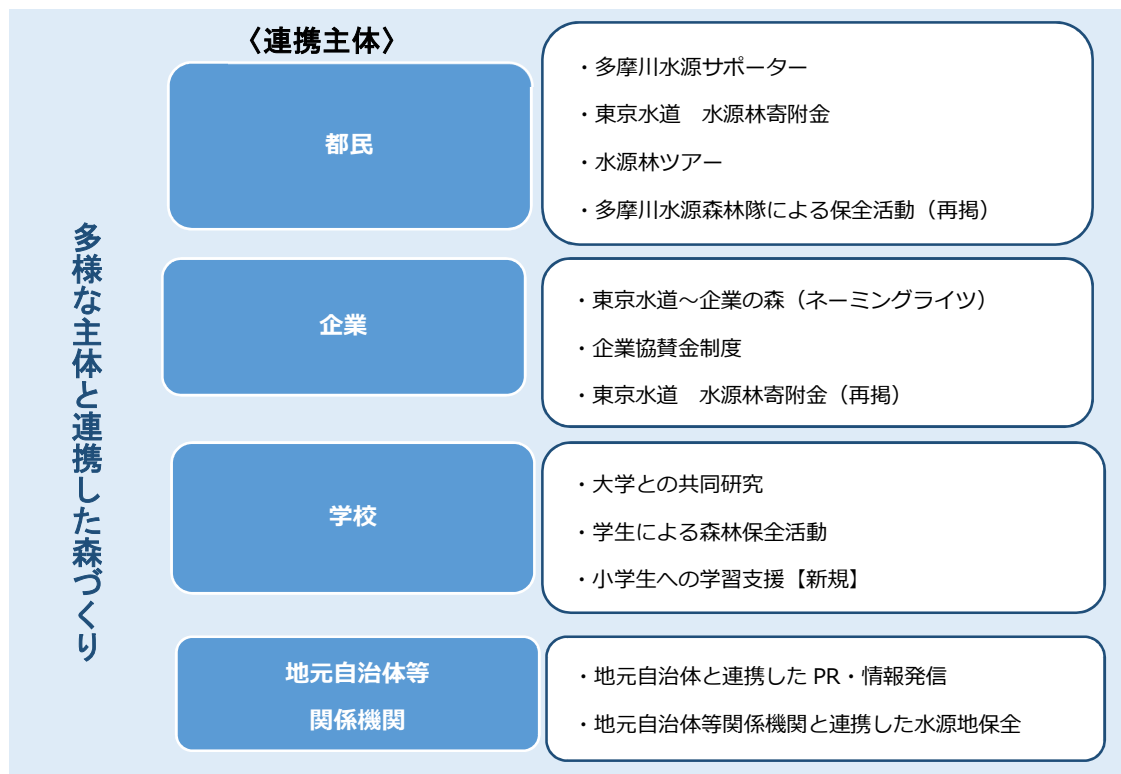 多様な主体と連携した森づくり
〈連携主体〉
都民
・多摩川水源サポーター
・東京水道　水源林寄附金
・水源林ツアー
・多摩川水源森林隊による保全活動（再掲）
企業
・東京水道～企業の森（ネーミングライツ）
・企業協賛金制度
・東京水道　水源林寄附金（再掲）
学校
・大学との共同研究
・学生による森林保全活動
・小学生への学習支援【新規】
地元自治体等
関係機関
・地元自治体と連携した PR・情報発信
・地元自治体等関係機関と連携した水源地保全